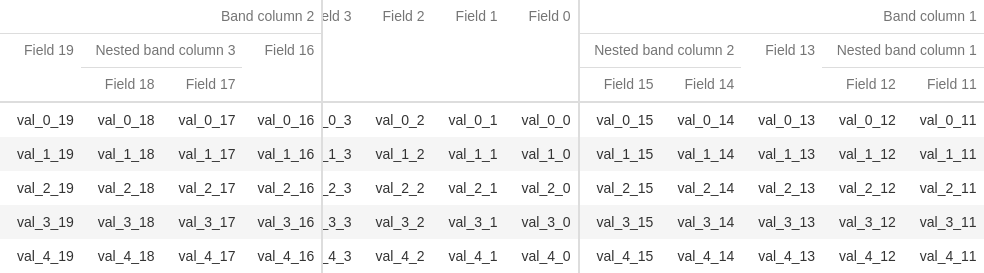 Band column 2 eld 3 Field 2 Field 1 Field 0 Band column 1
Field 19 Nested band column 3 Field 16 Nested band column 2 Field 13 Nested band column 1
Field 18 Field 17 Field 15 Field 14 Field 12 Field 11
val_0_19 val_0_18 val_0_17 val_0_16 _0_3 val_0_2 val_0_1 val_0_0 val_0_15 val_0_14 val_0_13 val_0_12 val_0_11
val_1_19 val_1_18 val_1_17 val_1_16 _1_3 val_1_2 val_1_1 val_1_0 val_1_15 val_1_14 val_1_13 val_1_12 val_1_11
val_2_19 val_2_18 val_2_17 val_2_16 _2_3 val_2_2 val_2_1 val_2_0 val_2_15 val_2_14 val_2_13 val_2_12 val_2_11
val_3_19 val_3_18 val_3_17 val_3_16 _3_3 val_3_2 val_3_1 val_3_0 val_3_15 val_3_14 val_3_13 val_3_12 val_3_11
val_4_19 val_4_18 val_4_17 val_4_16 _4_3 val_4_2 val_4_1 val_4_0 val_4_15 val_4_14 val_4_13 val_4_12 val_4_11